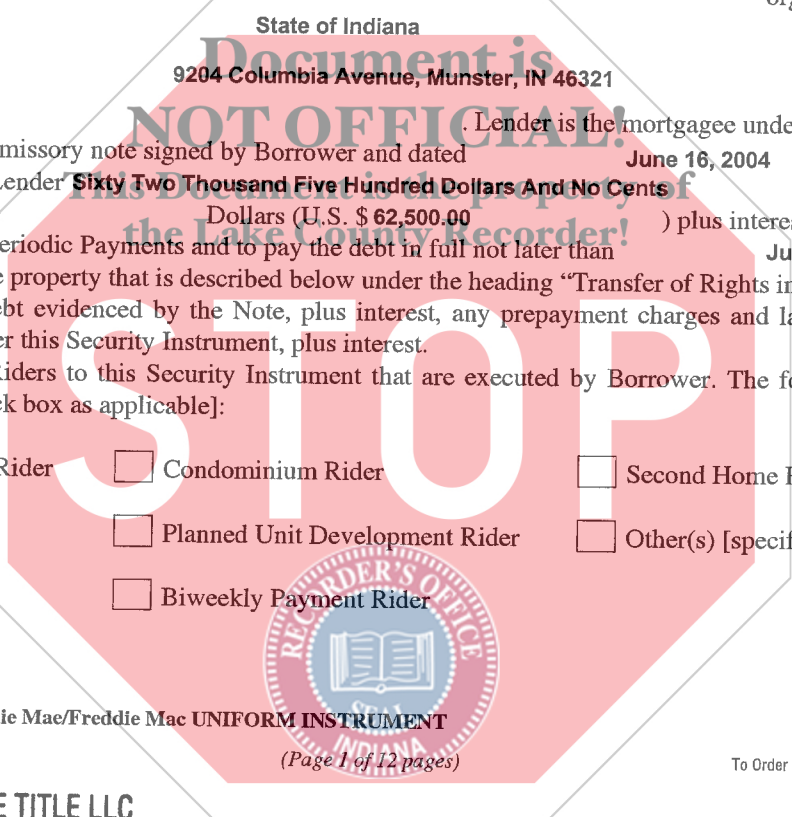 State of Indiana
Document is
9204 Columbia Avenue, Munster, IN 46321
NOT OFFICIAL!
. Lender is the mortgagee unde
missory note signed by Borrower and dated June 16, 2004
ender Sixty Two Thousand Five Hundred Dollars And No Cents
This Document is the property of
Dollars (U.S. $ 62,500.00 ) plus interes
the Lake County Recorder!
eriodic Payments and to pay the debt in full not later than Ju
e property that is described below under the heading “Transfer of Rights in
ebt evidenced by the Note, plus interest, any prepayment charges and la
er this Security Instrument, plus interest.
Riders to this Security Instrument that are executed by Borrower. The fo
ck box as applicable]:
STOP
Rider Condominium Rider Second Home R
Planned Unit Development Rider Other(s) [specif
Biweekly Payment Rider
RECORDER'S OFFICE
SEAL
INDIANA
ie Mae/Freddie Mac UNIFORM INSTRUMENT
(Page 1 of 12 pages)
To Order
E TITLE LLC